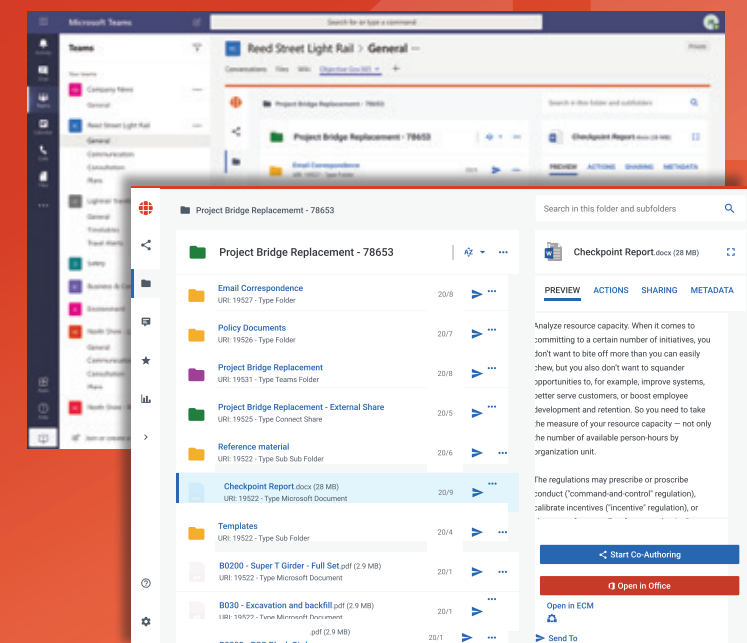 Microsoft Teams
Search for or type a command
Teams
Your teams
Company News
General
Reed Street Light Rail
General
Communication
Consultation
Plans
General
Timetables
Travel Alerts
Safety
Environment
General
Communication
Consultation
Plans
Reed Street Light Rail > General
Private
Conversations Files Wiki Objective Gov365 +
Project Bridge Replacement - 78653
Search in this folder and subfolders
Project Bridge Replacement - 78653
Checkpoint Report.docx (28 MB)
Email Correspondence
PREVIEW ACTIONS SHARING METADATA
Project Bridge Replacememt - 78653
Search in this folder and subfolders
Project Bridge Replacement - 78653
AZ
Checkpoint Report.docx (28 MB)
PREVIEW ACTIONS SHARING METADATA
Email Correspondence
URI: 19527 - Type Folder
20/8
Policy Documents
URI: 19526 - Type Folder
20/7
Project Bridge Replacement
URI: 19531 - Type Teams Folder
20/8
Project Bridge Replacement - External Share
URI: 19525 - Type Connect Share
20/5
Reference material
URI: 19522 - Type Sub Sub Folder
20/6
Checkpoint Report.docx (28 MB)
URI: 19522 - Type Microsoft Document
20/9
Templates
URI: 19522 - Type Sub Folder
20/4
B0200 - Super T Girder - Full Set.pdf (2.9 MB)
URI: 19522 - Type Microsoft Document
20/1
B030 - Excavation and backfill.pdf (2.9 MB)
URI: 19522 - Type Microsoft Document
20/1
.pdf (2.9 MB)
20/1
Analyze resource capacity. When it comes to
committing to a certain number of initiatives, you
don't want to bite off more than you can easily
chew, but you also don't want to squander
opportunities to, for example, improve systems,
better serve customers, or boost employee
development and retention. So you need to take
the measure of your resource capacity — not only
the number of available person-hours by
organization unit.
The regulations may prescribe or proscribe
conduct ("command-and-control" regulation),
calibrate incentives ("incentive" regulation), or
Start Co-Authoring
Open in Office
Open in ECM
Send To